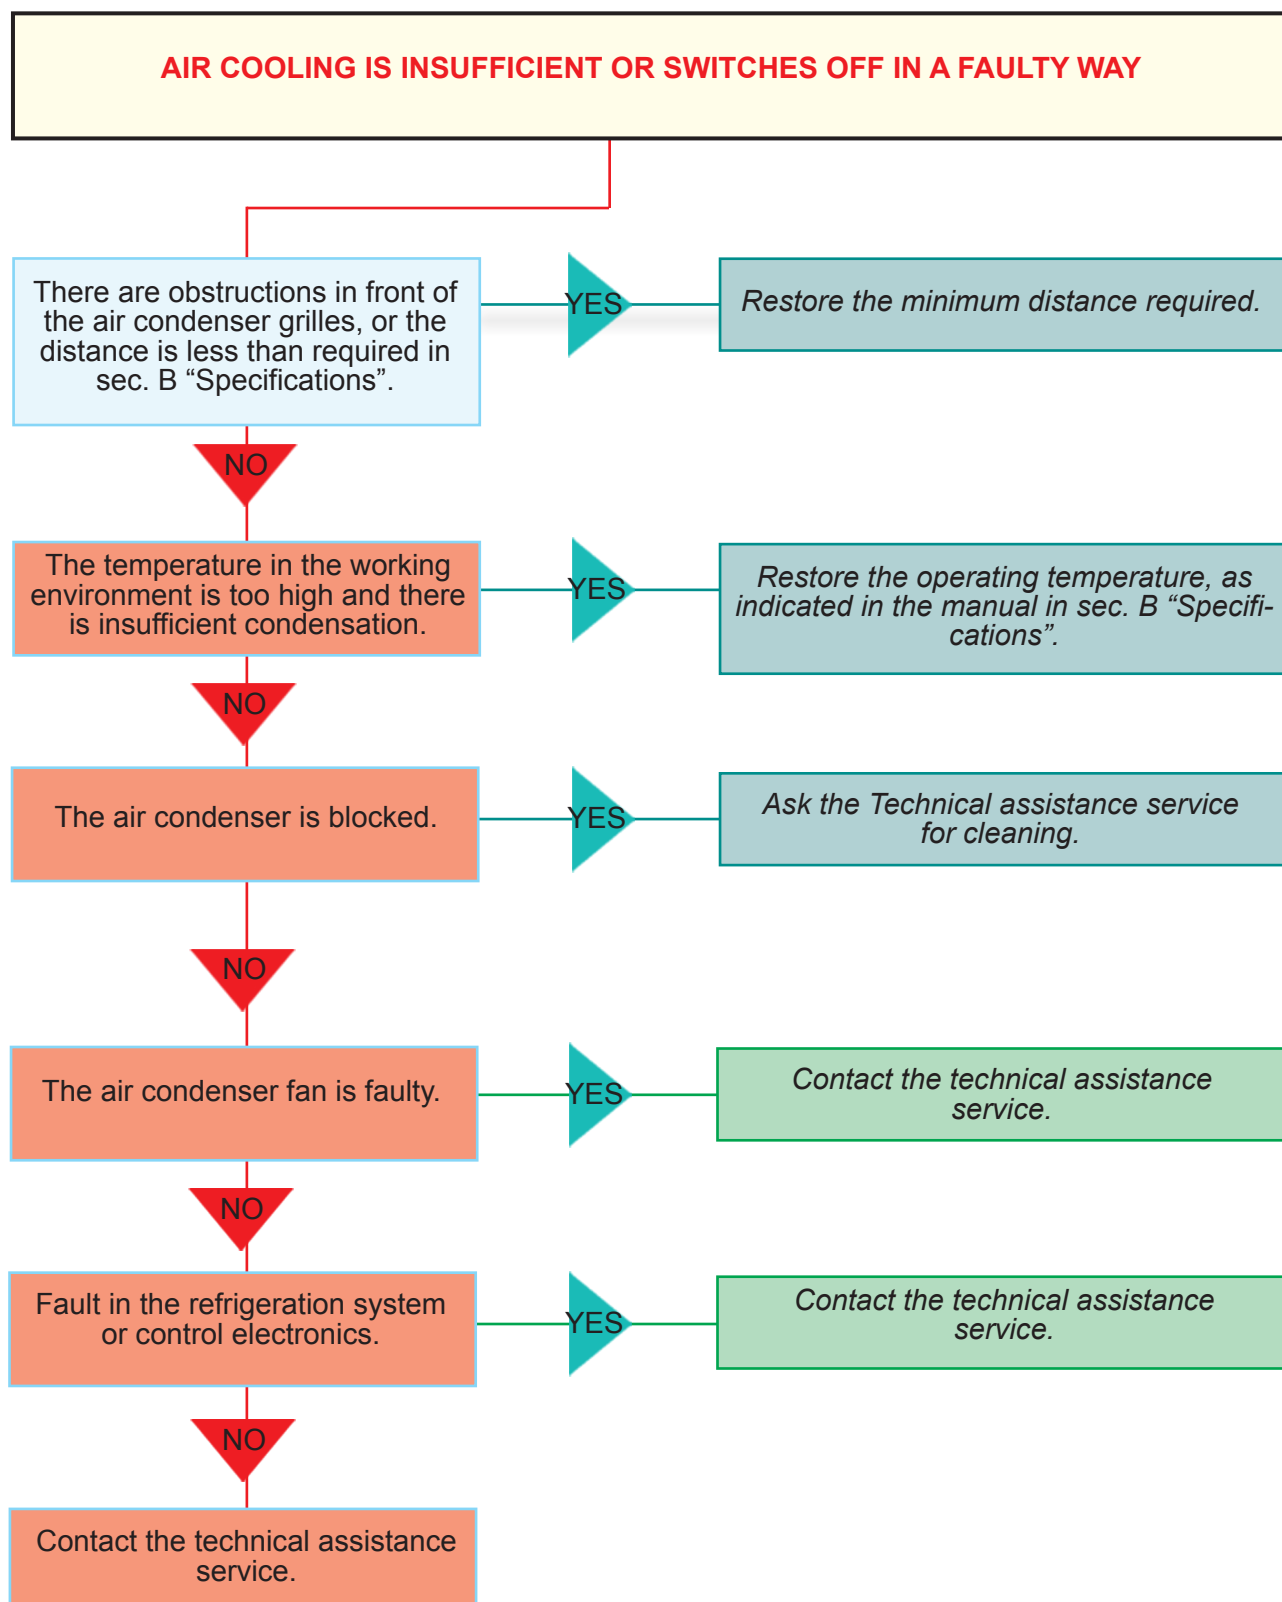 AIR COOLING IS INSUFFICIENT OR SWITCHES OFF IN A FAULTY WAY
There are obstructions in front of
the air condenser grilles, or the
distance is less than required in
sec. B “Specifications”.
YES
Restore the minimum distance required.
NO
The temperature in the working
environment is too high and there
is insufficient condensation.
YES
Restore the operating temperature, as
indicated in the manual in sec. B “Specifi-
cations”.
NO
The air condenser is blocked.
YES
Ask the Technical assistance service
for cleaning.
NO
The air condenser fan is faulty.
YES
Contact the technical assistance
service.
NO
Fault in the refrigeration system
or control electronics.
YES
Contact the technical assistance
service.
NO
Contact the technical assistance
service.